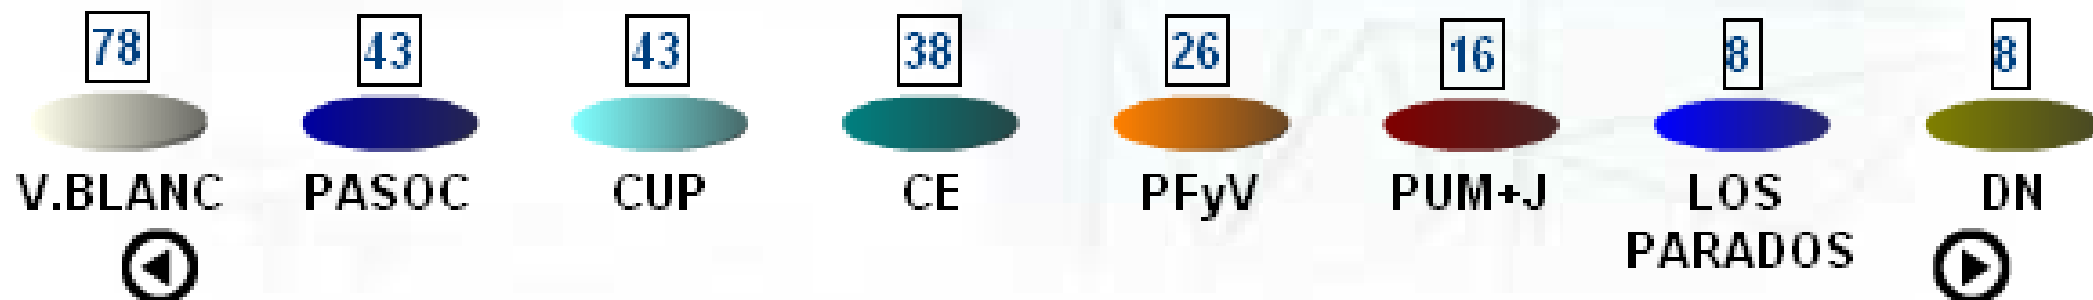 78 43 43 38 26 16 8 8
V.BLANC PASOC CUP CE PFyV PUM+J LOS DN
PARADOS